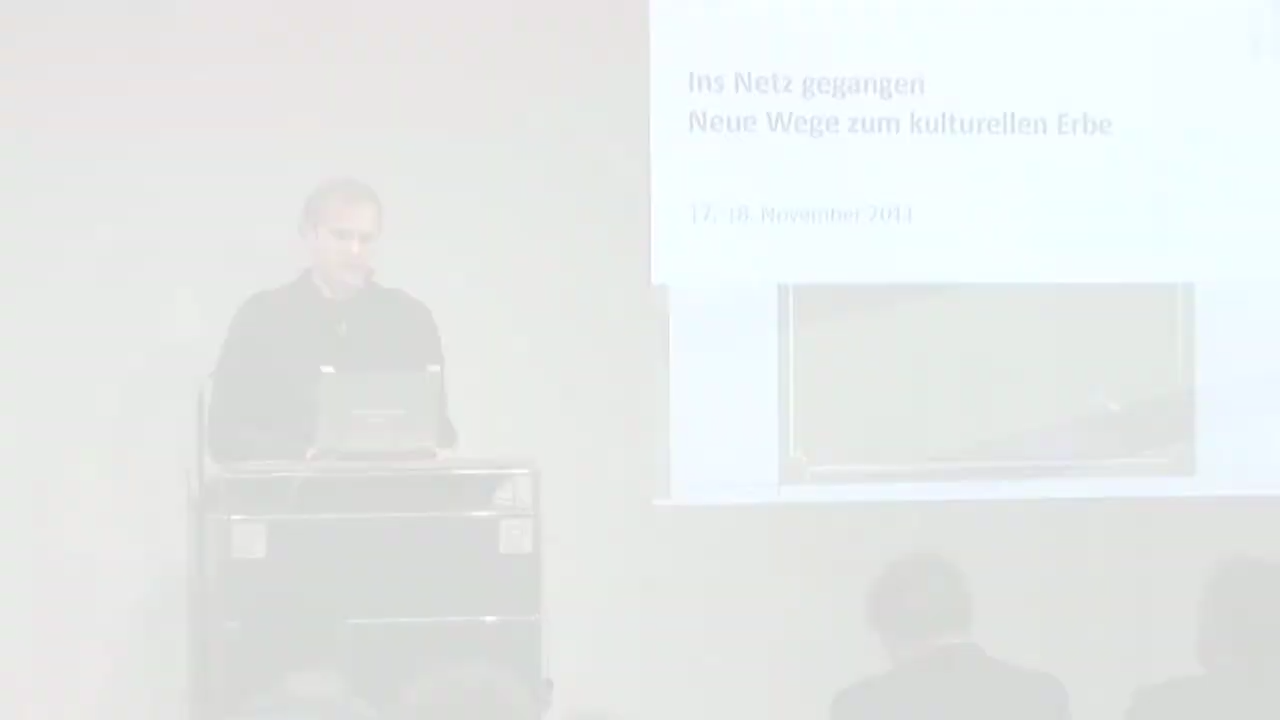 Ins Netz gegangen
Neue Wege zum kulturellen Erbe
17. 18. November 2011